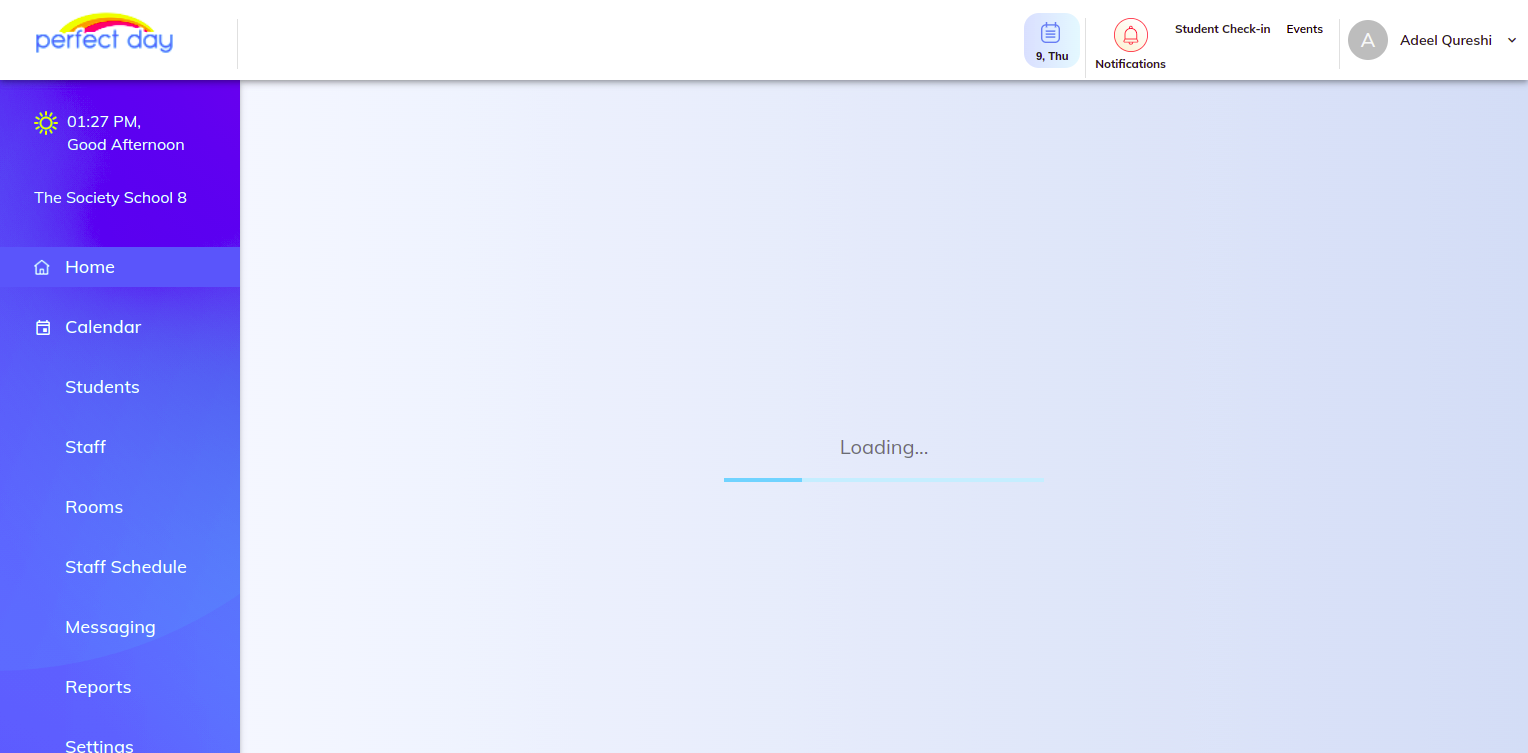 perfect day
9, Thu
Notifications
Student Check-in
Events
A
Adeel Qureshi
01:27 PM,
Good Afternoon
The Society School 8
Home
Calendar
Students
Staff
Rooms
Staff Schedule
Messaging
Reports
Settings
Loading...